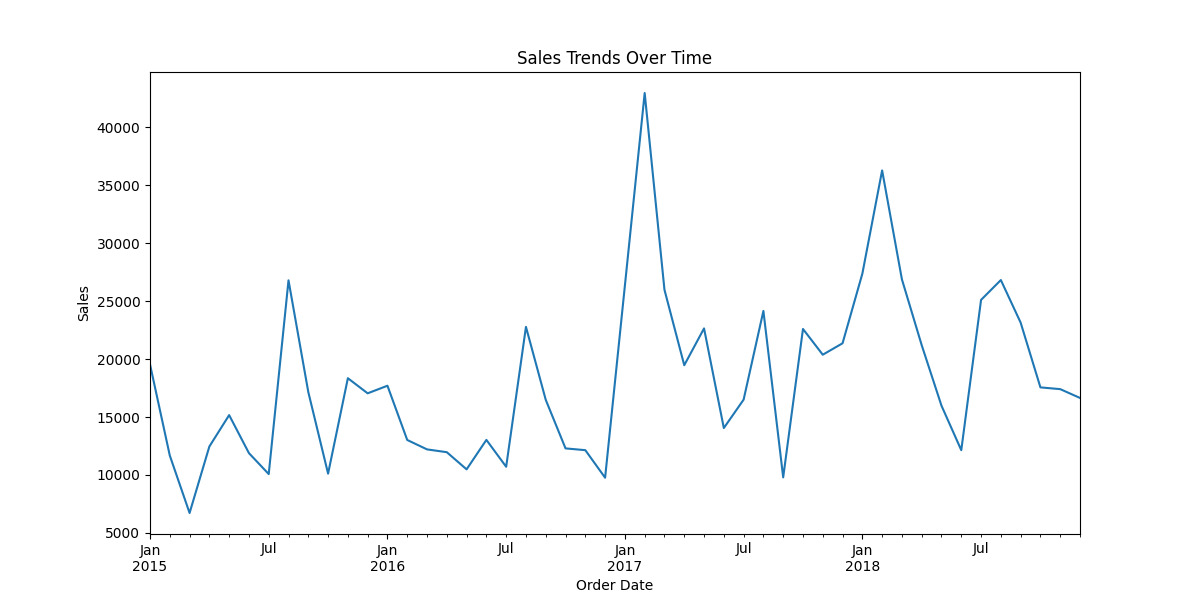 Sales Trends Over Time
40000
35000
30000
25000
20000
15000
10000
5000
Sales
Jan Jul Jan Jul Jan Jul Jan Jul
2015 2016 2017 2018
Order Date